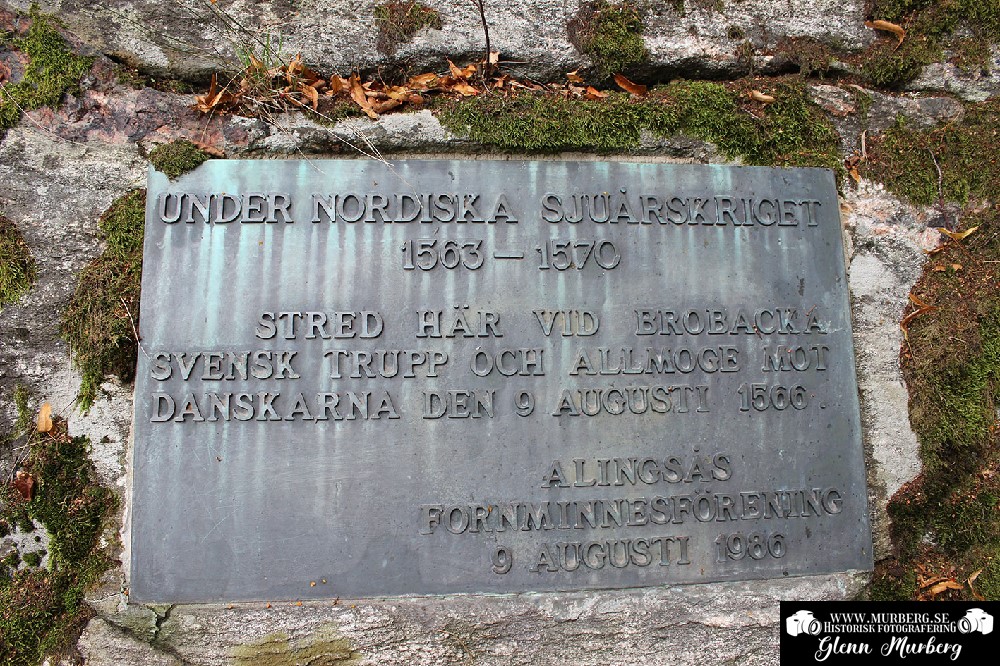 UNDER NORDISKA SJUÅRSKRIGET
1563 – 1570
STRED HÄR VID BROBACKA
SVENSK TRUPP OCH ALLMOGE MOT
DANSKARNA DEN 9 AUGUSTI 1566
ALINGSÅS
FORNMINNESFÖRENING
9 AUGUSTI 1986
WWW.MURBERG.SE
HISTORISK FOTOGRAFERING
Glenn Murberg